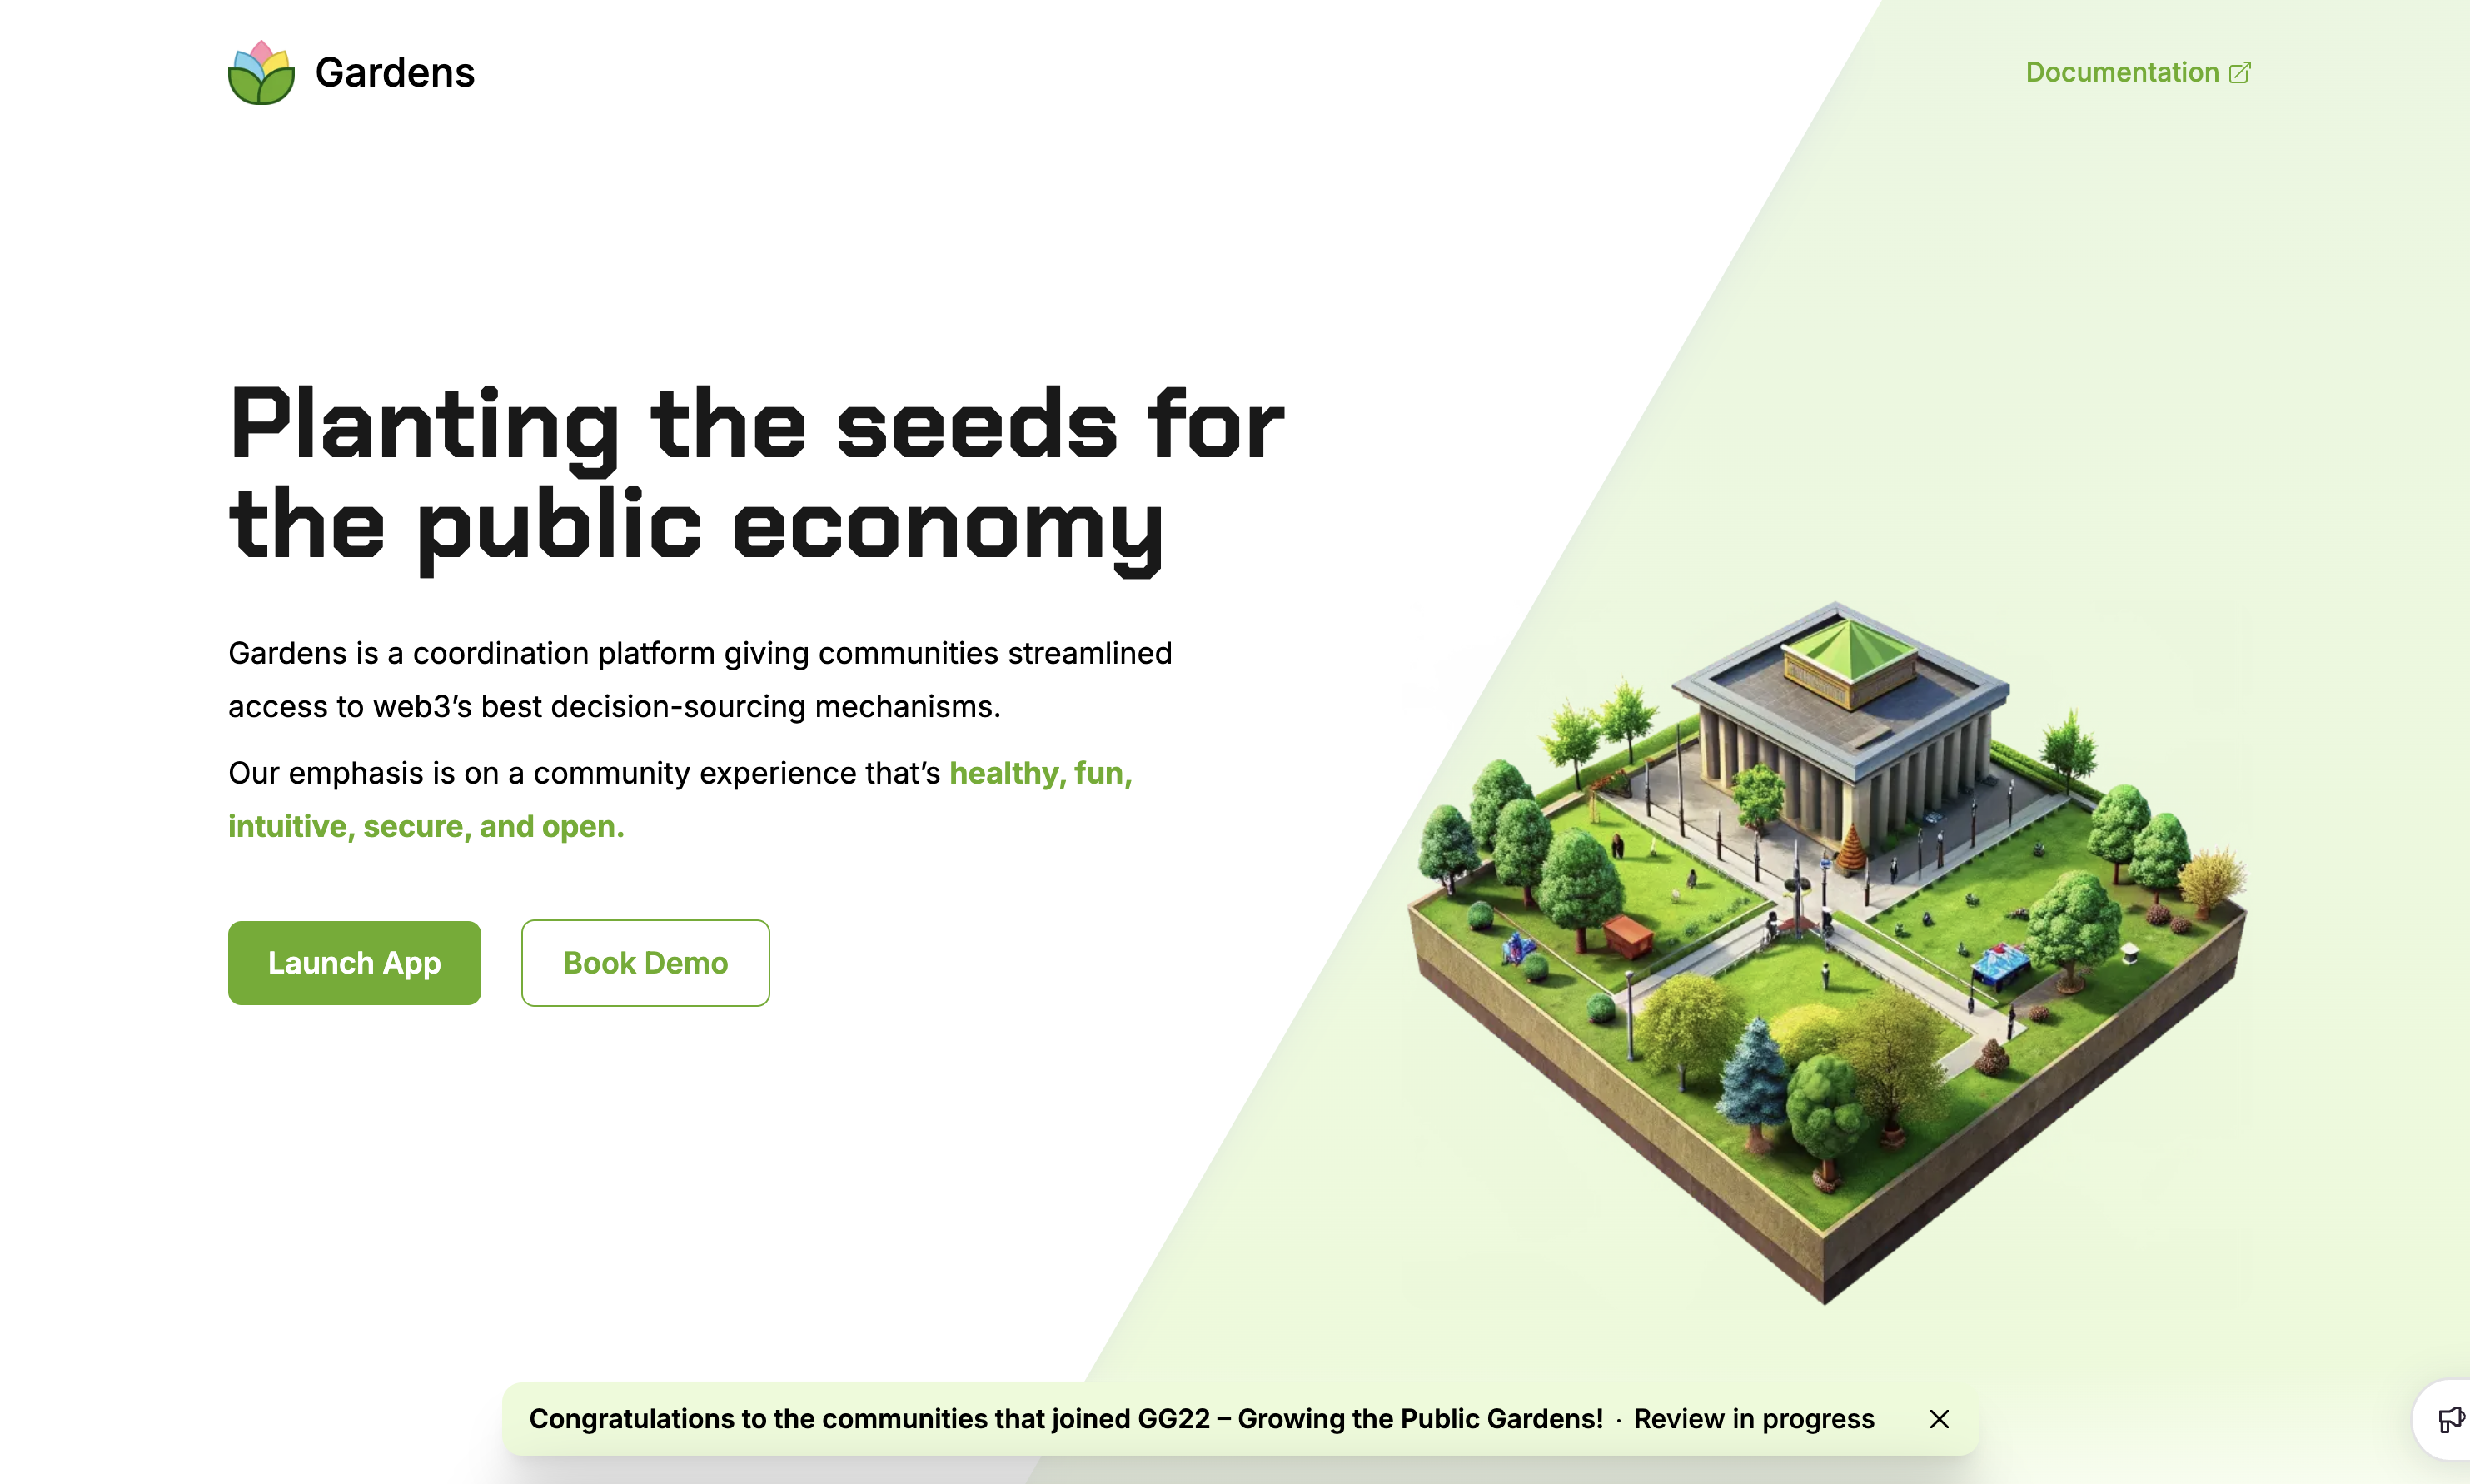 Gardens
Documentation
Planting the seeds for
the public economy
Gardens is a coordination platform giving communities streamlined
access to web3’s best decision-sourcing mechanisms.
Our emphasis is on a community experience that’s healthy, fun,
intuitive, secure, and open.
Launch App
Book Demo
Congratulations to the communities that joined GG22 – Growing the Public Gardens! · Review in progress